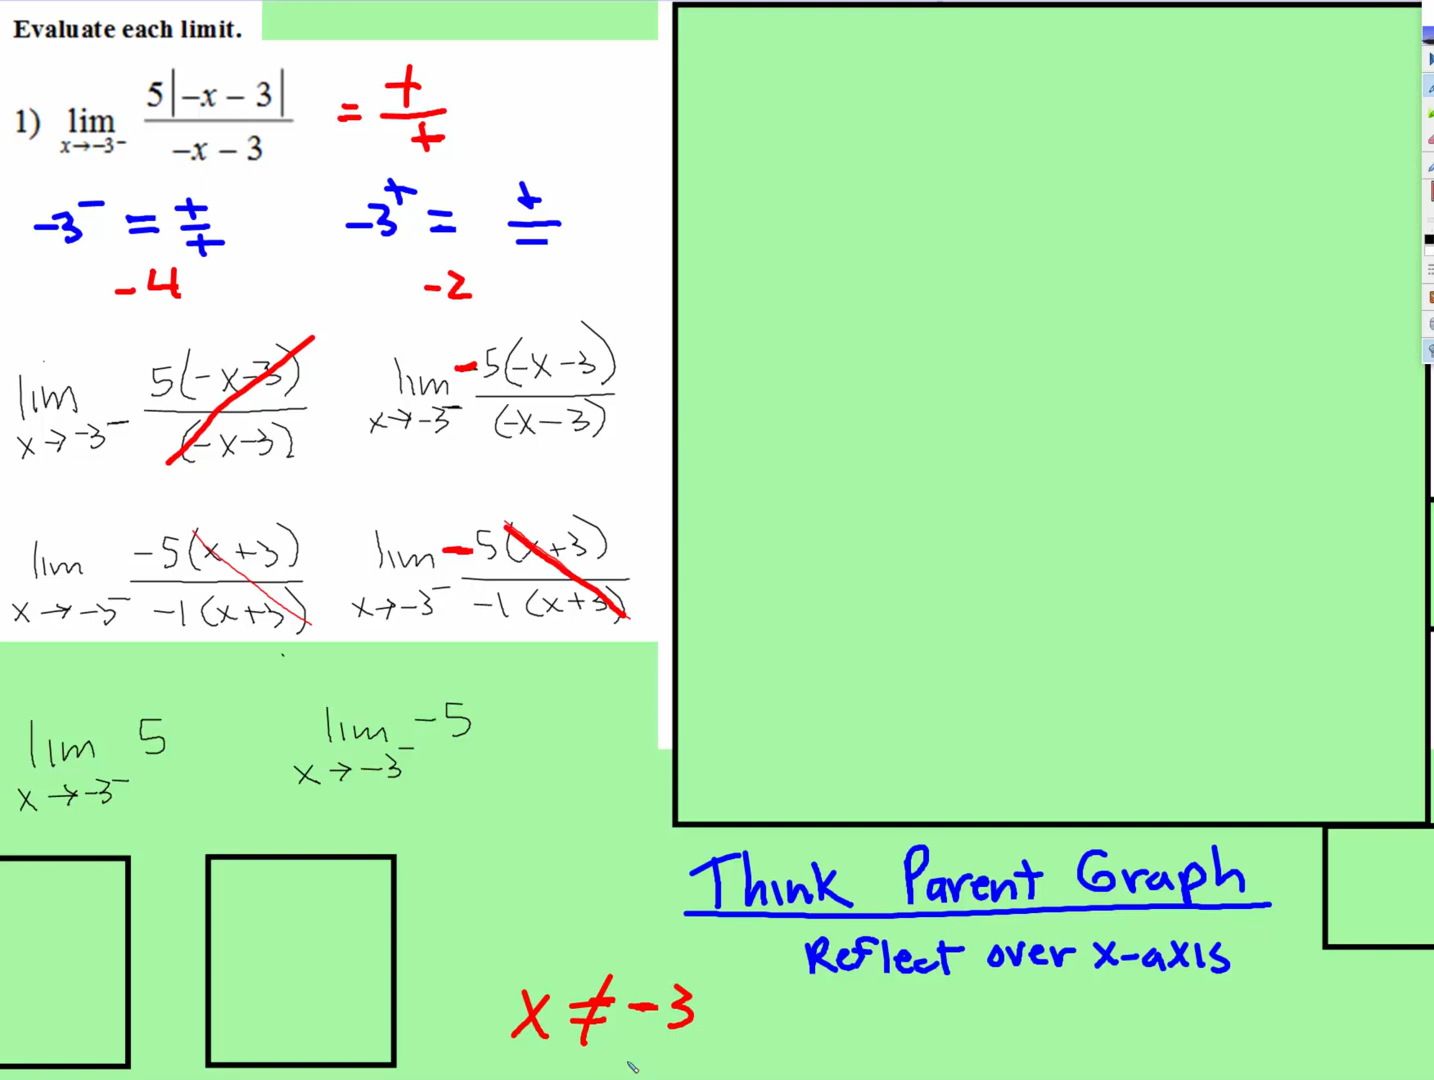 Evaluate each limit.
1) lim x→-3⁻ 5|-x - 3| / -x - 3 = + / +
-3⁻ = + / + -3⁺ = + / -
-4 -2
lim x→-3⁻ 5(-x-3) / (-x-3) lim x→-3⁻ -5(-x-3) / (-x-3)
lim x→-3⁻ -5(x+3) / -1(x+3) lim x→-3⁻ -5(x+3) / -1(x+3)
lim x→-3⁻ 5 lim x→-3⁻ -5
Think Parent Graph
Reflect over x-axis
x ≠ -3